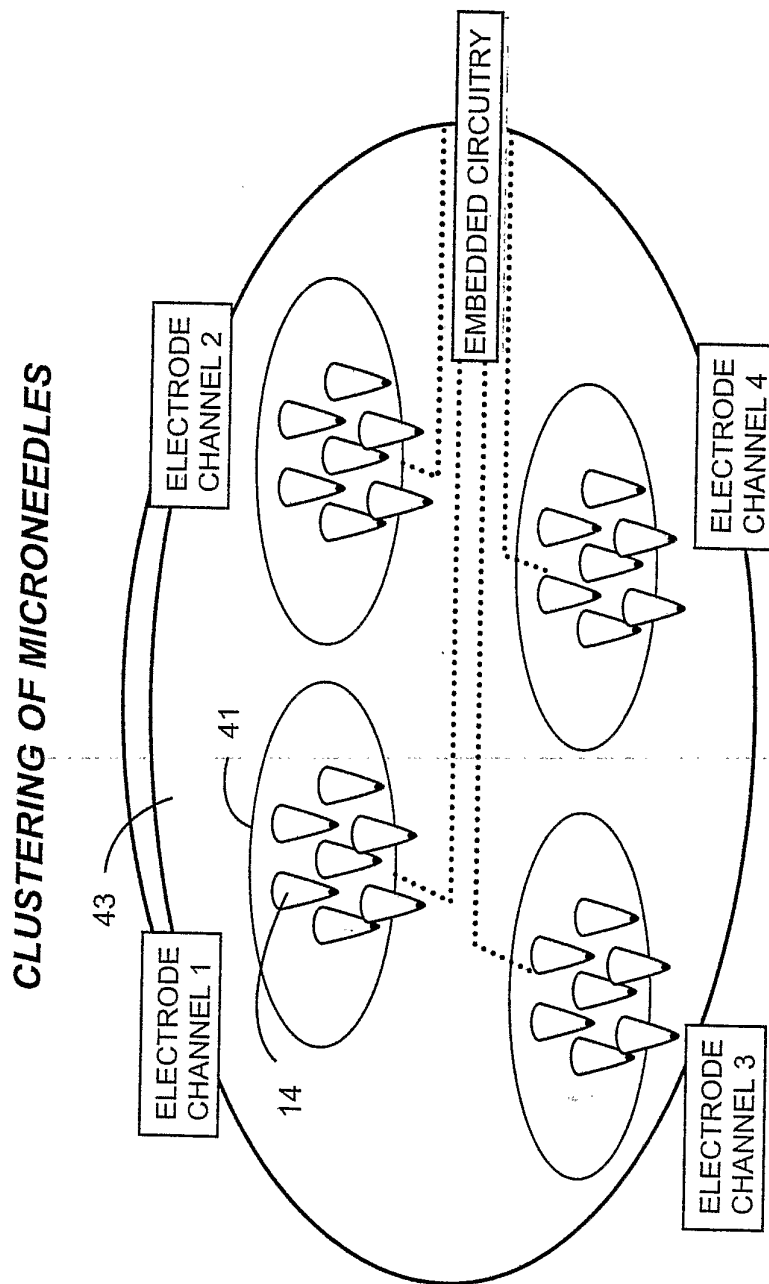 CLUSTERING OF MICRONEEDLES
ELECTRODE
CHANNEL 1
43
41
ELECTRODE
CHANNEL 2
14
EMBEDDED CIRCUITRY
ELECTRODE
CHANNEL 3
ELECTRODE
CHANNEL 4